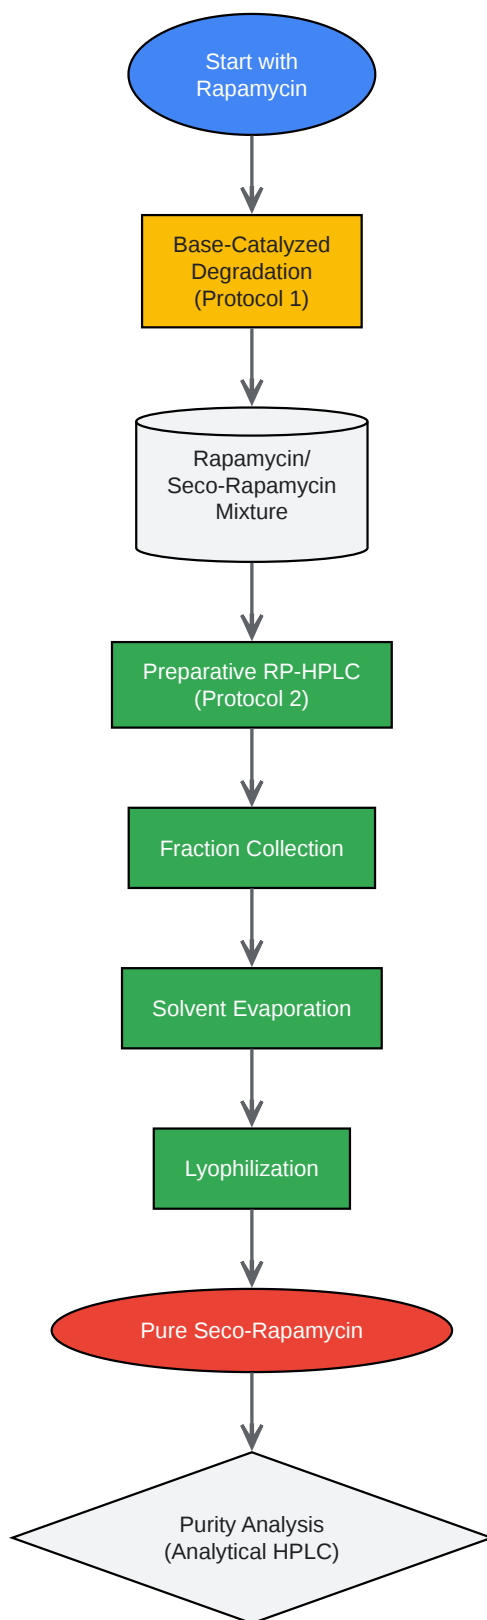 Start with
Rapamycin
Base-Catalyzed
Degradation
(Protocol 1)
Rapamycin/
Seco-Rapamycin
Mixture
Preparative RP-HPLC
(Protocol 2)
Fraction Collection
Solvent Evaporation
Lyophilization
Pure Seco-Rapamycin
Purity Analysis
(Analytical HPLC)